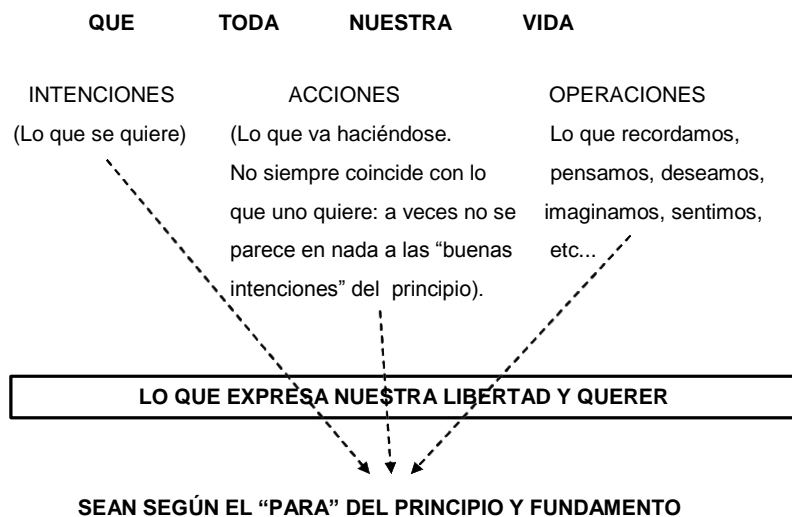 QUE TODA NUESTRA VIDA
INTENCIONES
(Lo que se quiere)
ACCIONES
(Lo que va haciéndose.
No siempre coincide con lo
que uno quiere: a veces no se
parece en nada a las “buenas
intenciones” del principio).
OPERACIONES
Lo que recordamos,
pensamos, deseamos,
imaginamos, sentimos,
etc...
LO QUE EXPRESA NUESTRA LIBERTAD Y QUERER
SEAN SEGÚN EL “PARA” DEL PRINCIPIO Y FUNDAMENTO